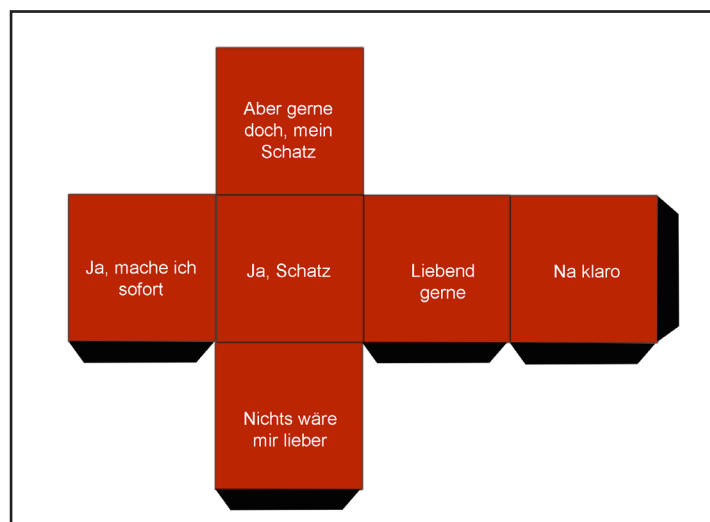 Aber gerne
doch, mein
Schatz
Ja, mache ich
sofort
Ja, Schatz
Liebend
gerne
Na klaro
Nichts wäre
mir lieber